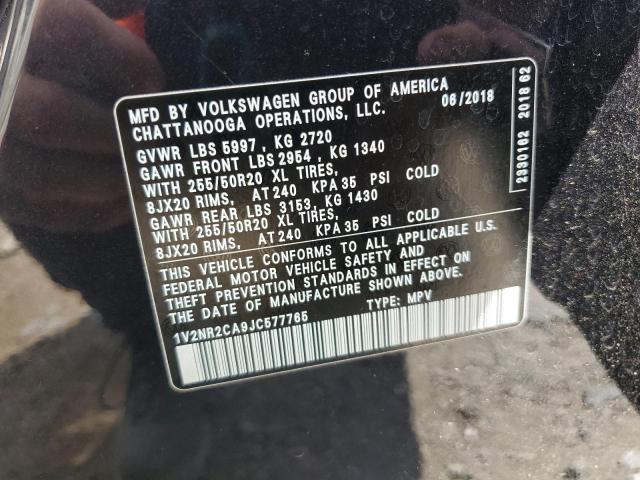 MFD BY VOLKSWAGEN GROUP OF AMERICA
CHATTANOOGA OPERATIONS, LLC. 06/2018
GVWR LBS 5997 , KG 2720
GAWR FRONT LBS 2954 , KG 1340
WITH 255/50R20 XL TIRES,
8JX20 RIMS, AT 240 KPA 35 PSI COLD
GAWR REAR LBS 3153, KG 1430
WITH 255/50R20 XL TIRES,
8JX20 RIMS, AT 240 KPA 35 PSI COLD
THIS VEHICLE CONFORMS TO ALL APPLICABLE U.S.
FEDERAL MOTOR VEHICLE SAFETY AND
THEFT PREVENTION STANDARDS IN EFFECT ON
THE DATE OF MANUFACTURE SHOWN ABOVE.
1V2NR2CA9JC577765 TYPE: MPV
2390162 2018 62